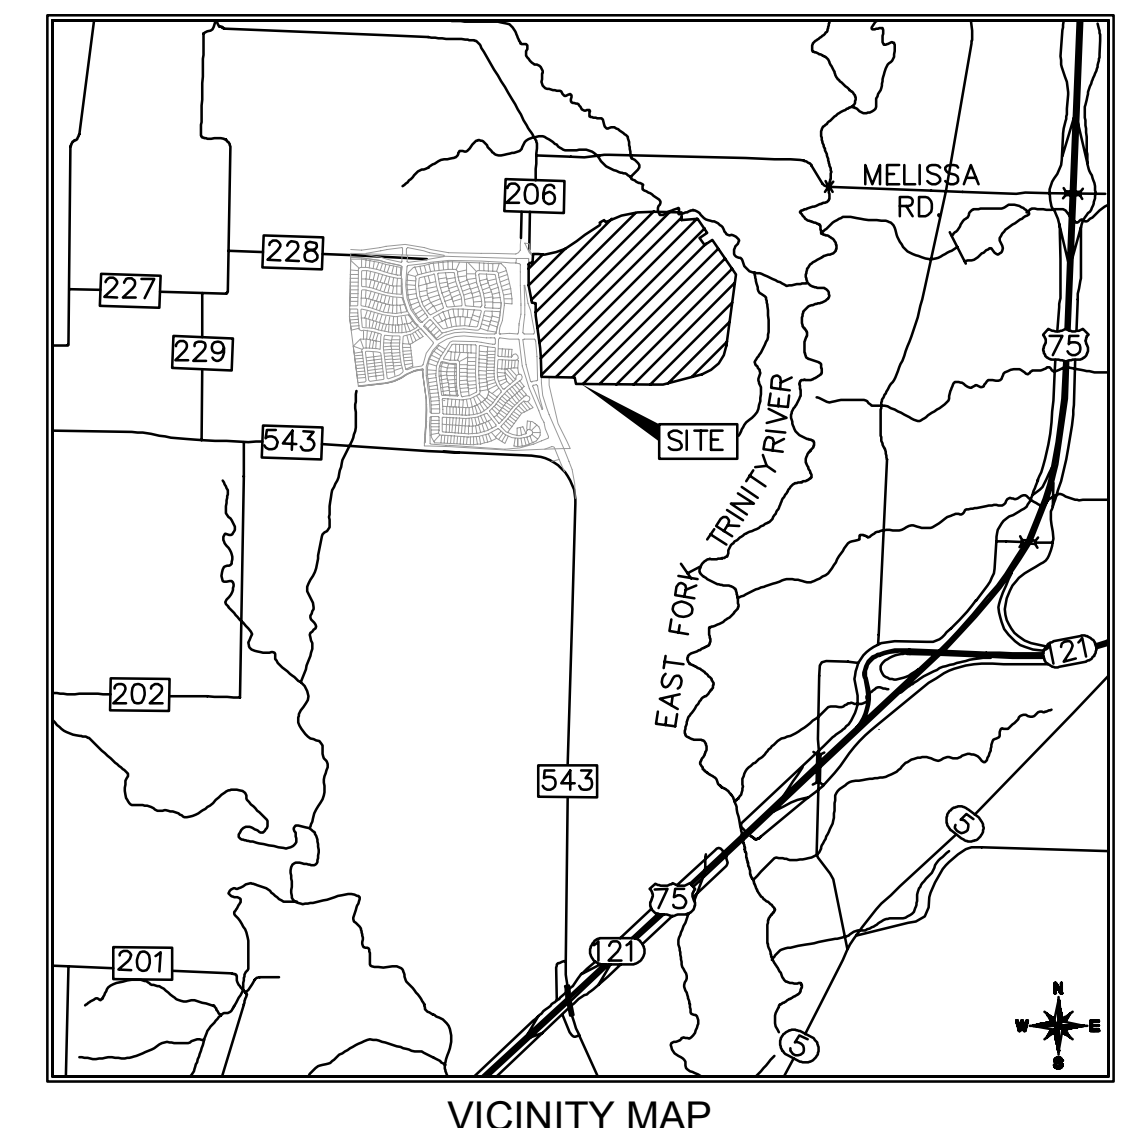 MELISSA
RD.
206
228
227
229
75
543
SITE
EAST FORK TRINITY RIVER
121
202
543
5
75
121
201
N
W E
S
5
VICINITY MAP